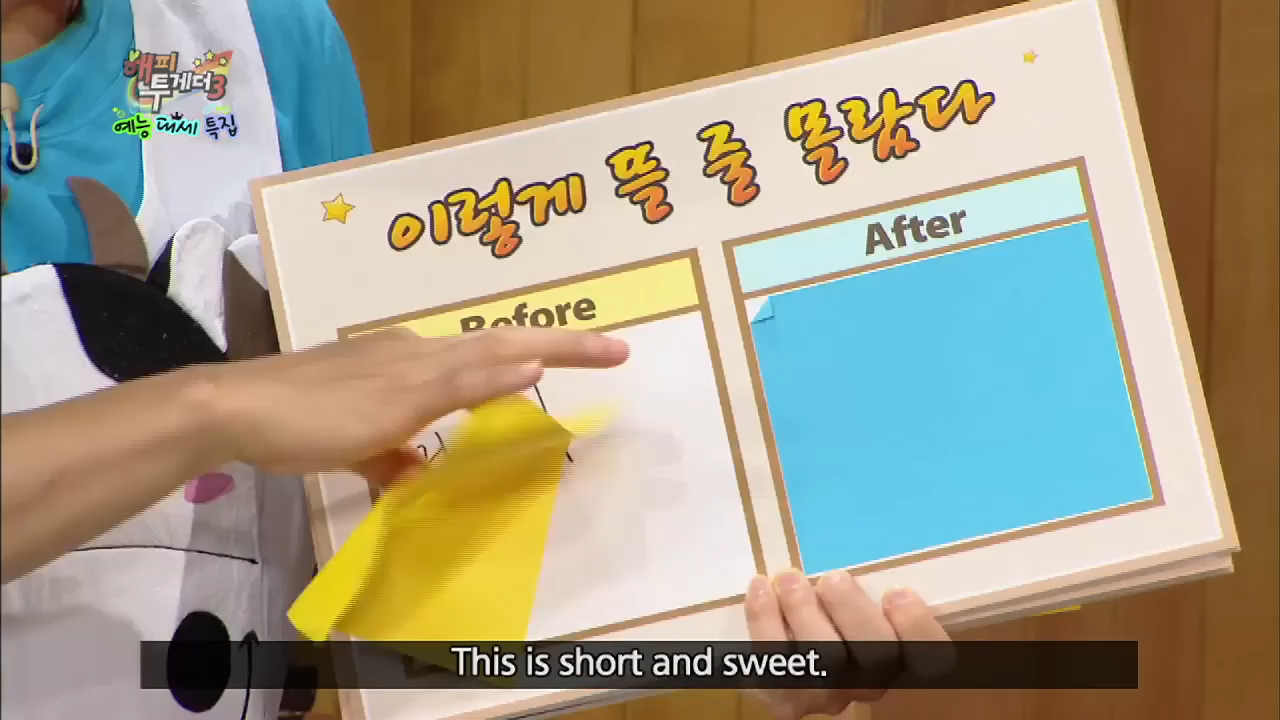 해피
투게더3
예능 대세 특집
이렇게 뜰 줄 몰랐다
Before
After
This is short and sweet.